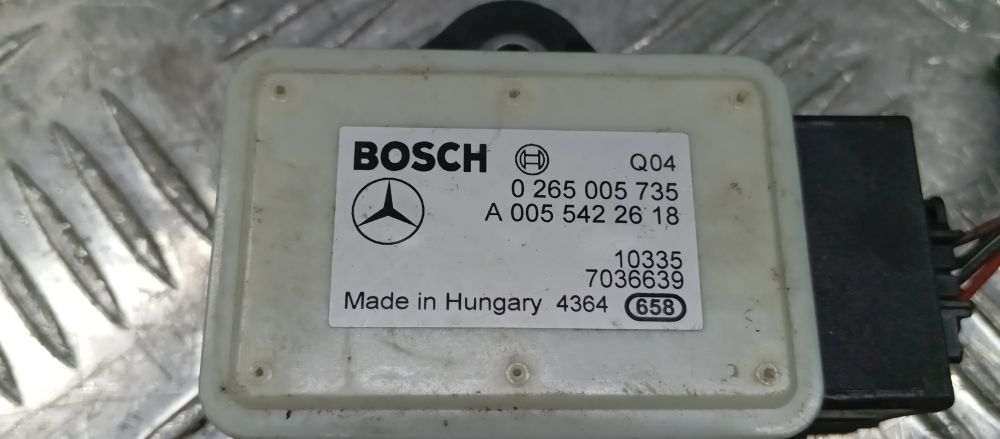 BOSCH Q04
0 265 005 735
A 005 542 26 18
10335
7036639
Made in Hungary 4364 658